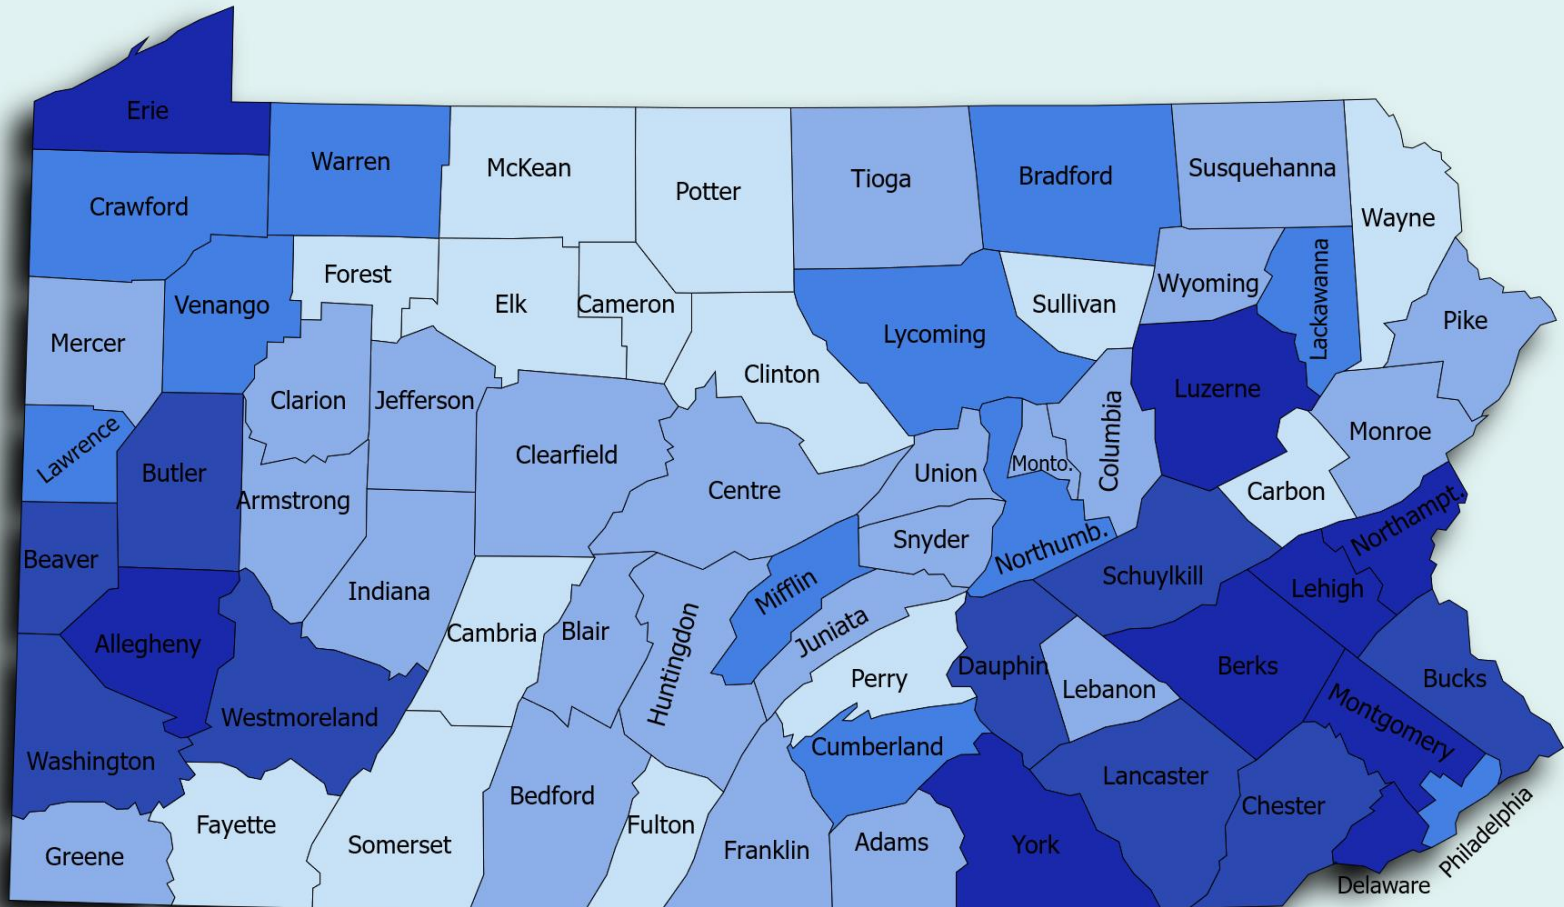 Erie
Warren
McKean
Potter
Tioga
Bradford
Susquehanna
Wayne
Crawford
Forest
Venango
Elk
Cameron
Sullivan
Wyoming
Lackawanna
Pike
Mercer
Clarion
Jefferson
Clinton
Lycoming
Luzerne
Monroe
Lawrence
Butler
Armstrong
Clearfield
Centre
Union
Monto.
Columbia
Carbon
Northampt.
Beaver
Indiana
Snyder
Northumb.
Schuylkill
Lehigh
Allegheny
Cambria
Blair
Huntingdon
Mifflin
Juniata
Perry
Dauphin
Lebanon
Berks
Bucks
Montgomery
Washington
Westmoreland
Cumberland
Lancaster
Chester
Philadelphia
Greene
Fayette
Somerset
Bedford
Fulton
Franklin
Adams
York
Delaware